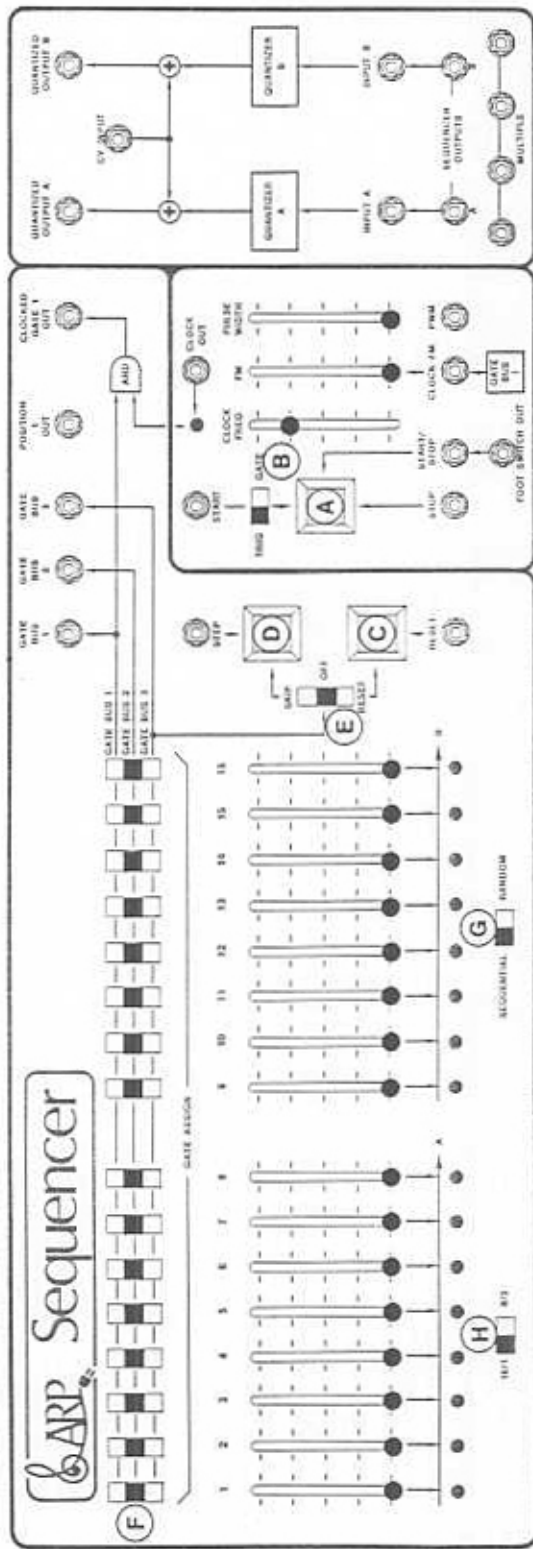 ARP Sequencer
GATE BUS 1
GATE BUS 2
GATE BUS 3
POSITION 1 OUT
CLOCKED GATE 1 OUT
QUANTIZED OUTPUT A
CV INPUT
QUANTIZED OUTPUT B
F
GATE BUS 1
GATE BUS 2
GATE BUS 3
AND
GATE ASSIGN
CLOCK OUT
QUANTIZER A
QUANTIZER B
1 2 3 4 5 6 7 8 9 10 11 12 13 14 15 16
STEP
START
TRIG
GATE
B
CLOCK FREQ
FM
PULSE WIDTH
D
SKIP
OFF
RESET
E
C
A
INPUT A
INPUT B
RESET
STOP
START/ STOP
CLOCK FM
PWM
GATE BUS 1
FOOT SWITCH OUT
A
SEQUENCER OUTPUTS
B
MULTIPLE
A
B
H
16/1
8/2
G
SEQUENTIAL
RANDOM